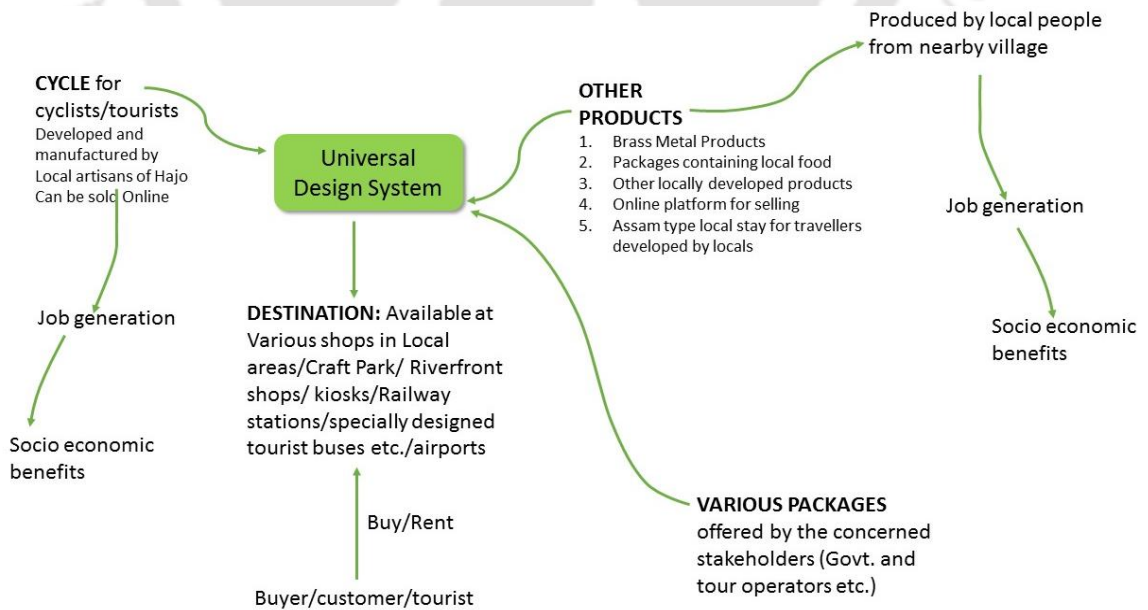 CYCLE for
cyclists/tourists
Developed and
manufactured by
Local artisans of Hajo
Can be sold Online
Job generation
Socio economic
benefits
Universal
Design System
DESTINATION: Available at
Various shops in Local
areas/Craft Park/ Riverfront
shops/ kiosks/Railway
stations/specially designed
tourist buses etc./airports
Buy/Rent
Buyer/customer/tourist
OTHER
PRODUCTS
1. Brass Metal Products
2. Packages containing local food
3. Other locally developed products
4. Online platform for selling
5. Assam type local stay for travellers
developed by locals
Produced by local people
from nearby village
Job generation
Socio economic
benefits
VARIOUS PACKAGES
offered by the concerned
stakeholders (Govt. and
tour operators etc.)